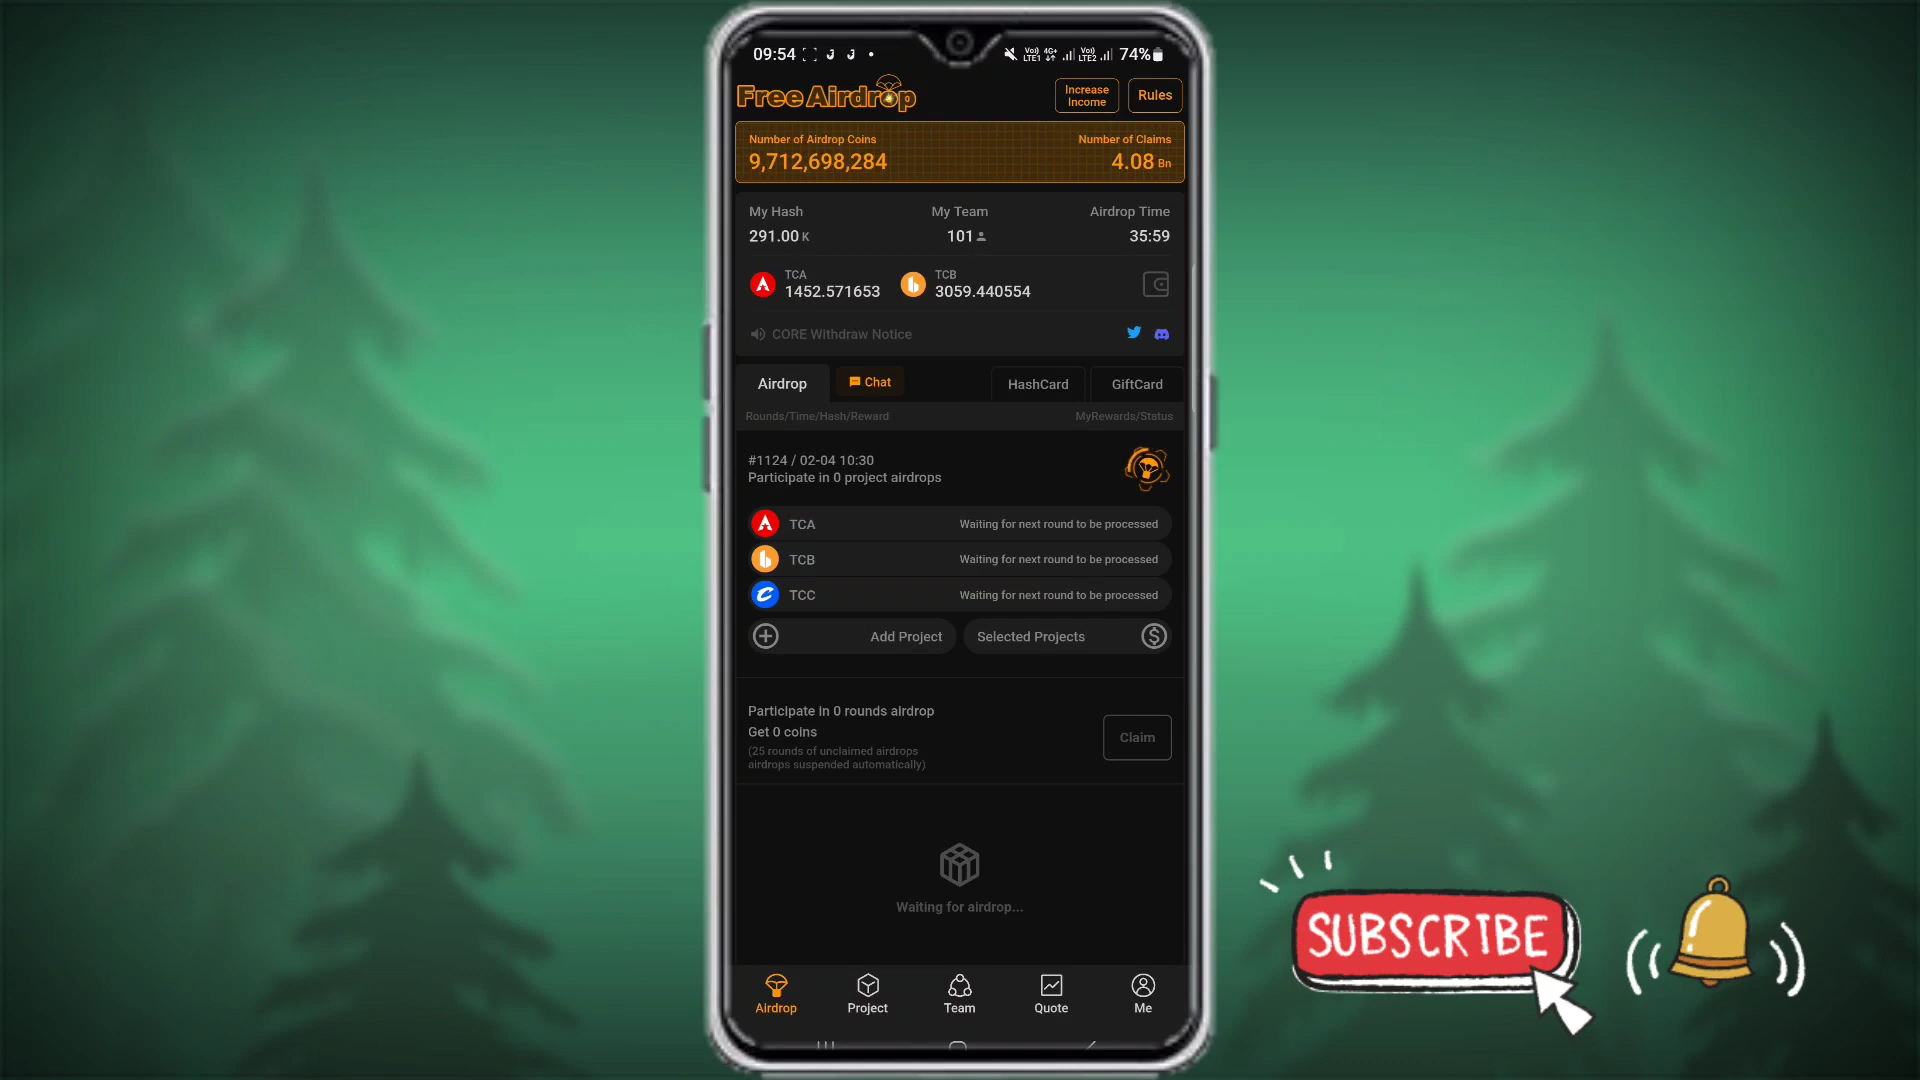 09:54
Vo) 4G+ Vo) 74%
LTE1 LTE2
Free Airdrop
Increase
Income
Rules
Number of Airdrop Coins
Number of Claims
9,712,698,284
4.08 Bn
My Hash
My Team
Airdrop Time
291.00 K
101
35:59
TCA
1452.571653
TCB
3059.440554
CORE Withdraw Notice
Airdrop
Chat
HashCard
GiftCard
Rounds/Time/Hash/Reward
MyRewards/Status
#1124 / 02-04 10:30
Participate in 0 project airdrops
TCA
Waiting for next round to be processed
TCB
Waiting for next round to be processed
TCC
Waiting for next round to be processed
Add Project
Selected Projects
Participate in 0 rounds airdrop
Get 0 coins
(25 rounds of unclaimed airdrops
airdrops suspended automatically)
Claim
Waiting for airdrop...
Airdrop
Project
Team
Quote
Me
SUBSCRIBE